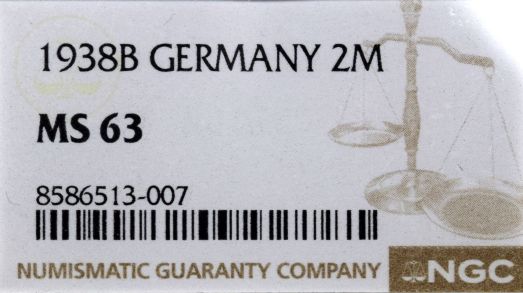 1938B GERMANY 2M
MS 63
8586513-007
NUMISMATIC GUARANTY COMPANY NGC